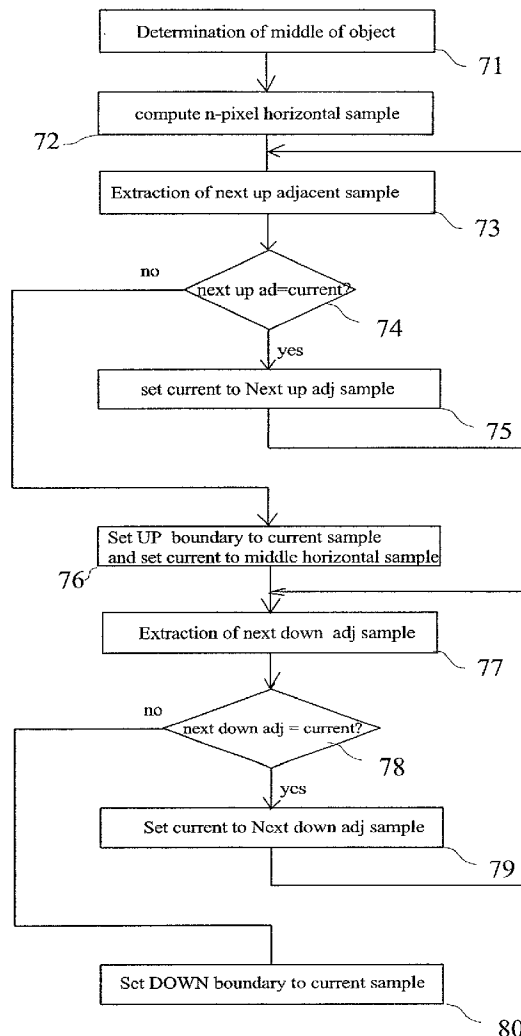 Determination of middle of object
71
compute n-pixel horizontal sample
72
Extraction of next up adjacent sample
73
no
next up ad=current?
74
yes
set current to Next up adj sample
75
Set UP boundary to current sample
and set current to middle horizontal sample
76
Extraction of next down adj sample
77
no
next down adj = current?
78
yes
Set current to Next down adj sample
79
Set DOWN boundary to current sample
80